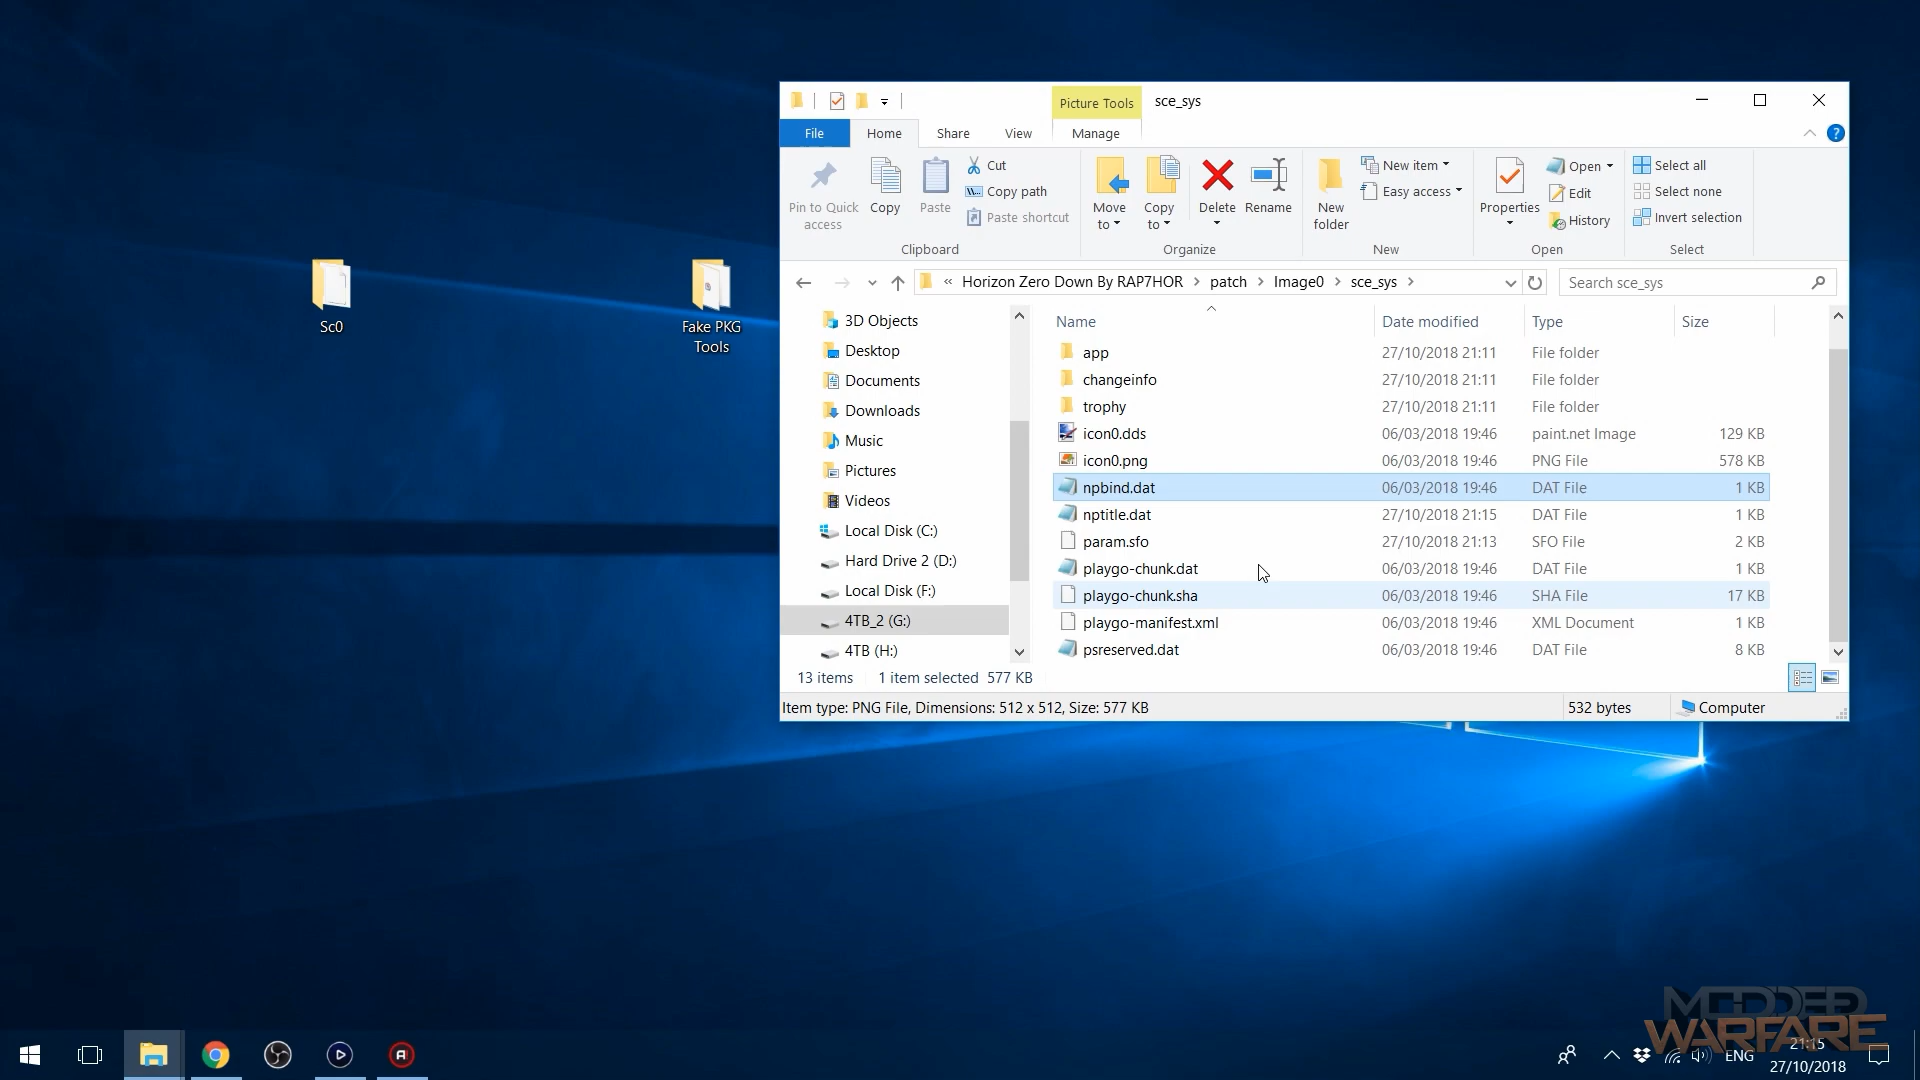 Sc0
Fake PKG
Tools
Picture Tools
sce_sys
File
Home
Share
View
Manage
Pin to Quick
access
Copy
Paste
Cut
Copy path
Paste shortcut
Clipboard
Move
to
Copy
to
Delete
Rename
Organize
New
folder
New item
Easy access
New
Properties
Open
Edit
History
Open
Select all
Select none
Invert selection
Select
« Horizon Zero Down By RAP7HOR > patch > Image0 > sce_sys >
Search sce_sys
3D Objects
Desktop
Documents
Downloads
Music
Pictures
Videos
Local Disk (C:)
Hard Drive 2 (D:)
Local Disk (F:)
4TB_2 (G:)
4TB (H:)
Name Date modified Type Size
app 27/10/2018 21:11 File folder
changeinfo 27/10/2018 21:11 File folder
trophy 27/10/2018 21:11 File folder
icon0.dds 06/03/2018 19:46 paint.net Image 129 KB
icon0.png 06/03/2018 19:46 PNG File 578 KB
npbind.dat 06/03/2018 19:46 DAT File 1 KB
nptitle.dat 27/10/2018 21:15 DAT File 1 KB
param.sfo 27/10/2018 21:13 SFO File 2 KB
playgo-chunk.dat 06/03/2018 19:46 DAT File 1 KB
playgo-chunk.sha 06/03/2018 19:46 SHA File 17 KB
playgo-manifest.xml 06/03/2018 19:46 XML Document 1 KB
psreserved.dat 06/03/2018 19:46 DAT File 8 KB
13 items 1 item selected 577 KB
Item type: PNG File, Dimensions: 512 x 512, Size: 577 KB
532 bytes
Computer
MODDED
WARFARE
ENG
21:15
27/10/2018